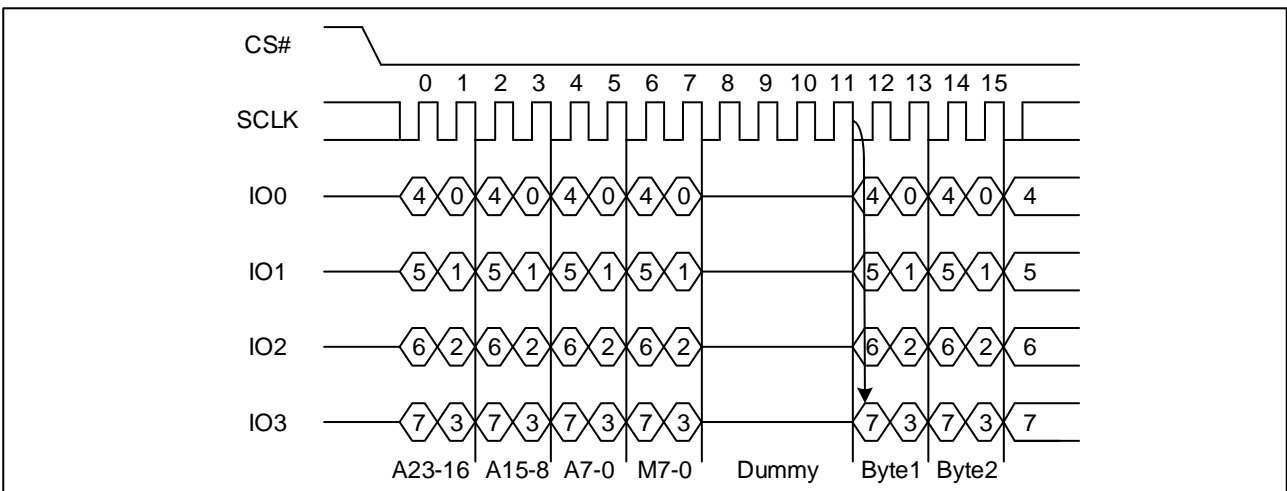 CS#
0 1 2 3 4 5 6 7 8 9 10 11 12 13 14 15
SCLK
IO0 4 0 4 0 4 0 4 0 4 0 4 0 4
IO1 5 1 5 1 5 1 5 1 5 1 5 1 5
IO2 6 2 6 2 6 2 6 2 6 2 6 2 6
IO3 7 3 7 3 7 3 7 3 7 3 7 3 7
A23-16 A15-8 A7-0 M7-0 Dummy Byte1 Byte2